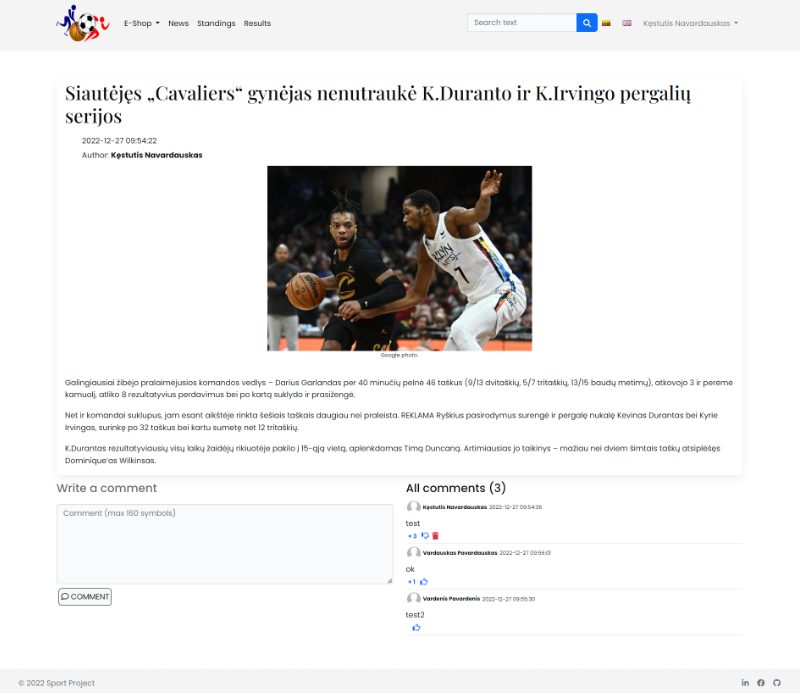 E-Shop News Standings Results Search text Kęstutis Navardauskas
Siautėjęs „Cavaliers“ gynėjas nenutraukė K.Duranto ir K.Irvingo pergalių
serijos
2022-12-27 09:54:22
Author: Kęstutis Navardauskas
KLYN
NETS
7
Google photo.
Galingiausiai žibėjo pralaimėjusios komandos vedlys – Darius Garlandas per 40 minučių pelnė 46 taškus (9/13 dvitaškių, 5/7 tritaškių, 13/15 baudų metimų), atkovojo 3 ir perėmė
kamuolį, atliko 8 rezultatyvius perdavimus bei po kartą suklydo ir prasižengė.
Net ir komandai suklupus, jam esant aikštėje rinkta šešiais taškais daugiau nei praleista. REKLAMA Ryškius pasirodymus surengė ir pergalę nukalę Kevinas Durantas bei Kyrie
Irvingas, surinkę po 32 taškus bei kartu sumetę net 12 tritaškių.
K.Durantas rezultatyviausių visų laikų žaidėjų rikiuotėje pakilo į 15-ąją vietą, aplenkdamas Timą Duncaną. Artimiausias jo taikinys – mažiau nei dviem šimtais taškų atsiplėšęs
Dominique'as Wilkinsas.
Write a comment
Comment (max 160 symbols)
COMMENT
All comments (3)
Kęstutis Navardauskas 2022-12-27 09:54:39
test
+3
Vardauskas Pavardauskas 2022-12-27 09:56:01
ok
+1
Vardenis Pavardenis 2022-12-27 09:55:30
test2
© 2022 Sport Project